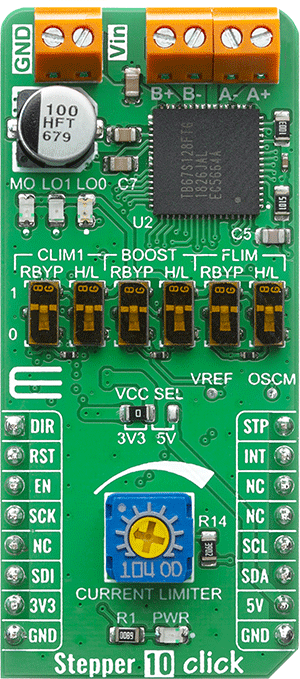 GND
Vin
B+ B- A- A+
100
HFT
679
TB67S128FTG
MO LO1 LO0 C7
U2
C5
CLIM1 BOOST FLIM
RBYP H/L RBYP H/L RBYP H/L
1
0
VREF OSCM
VCC SEL
3V3 5V
DIR STP
RST INT
EN NC
SCK NC
NC SCL
SDI SDA
3V3 5V
GND GND
R14
104 00
CURRENT LIMITER
R1 PWR
Stepper 10 click